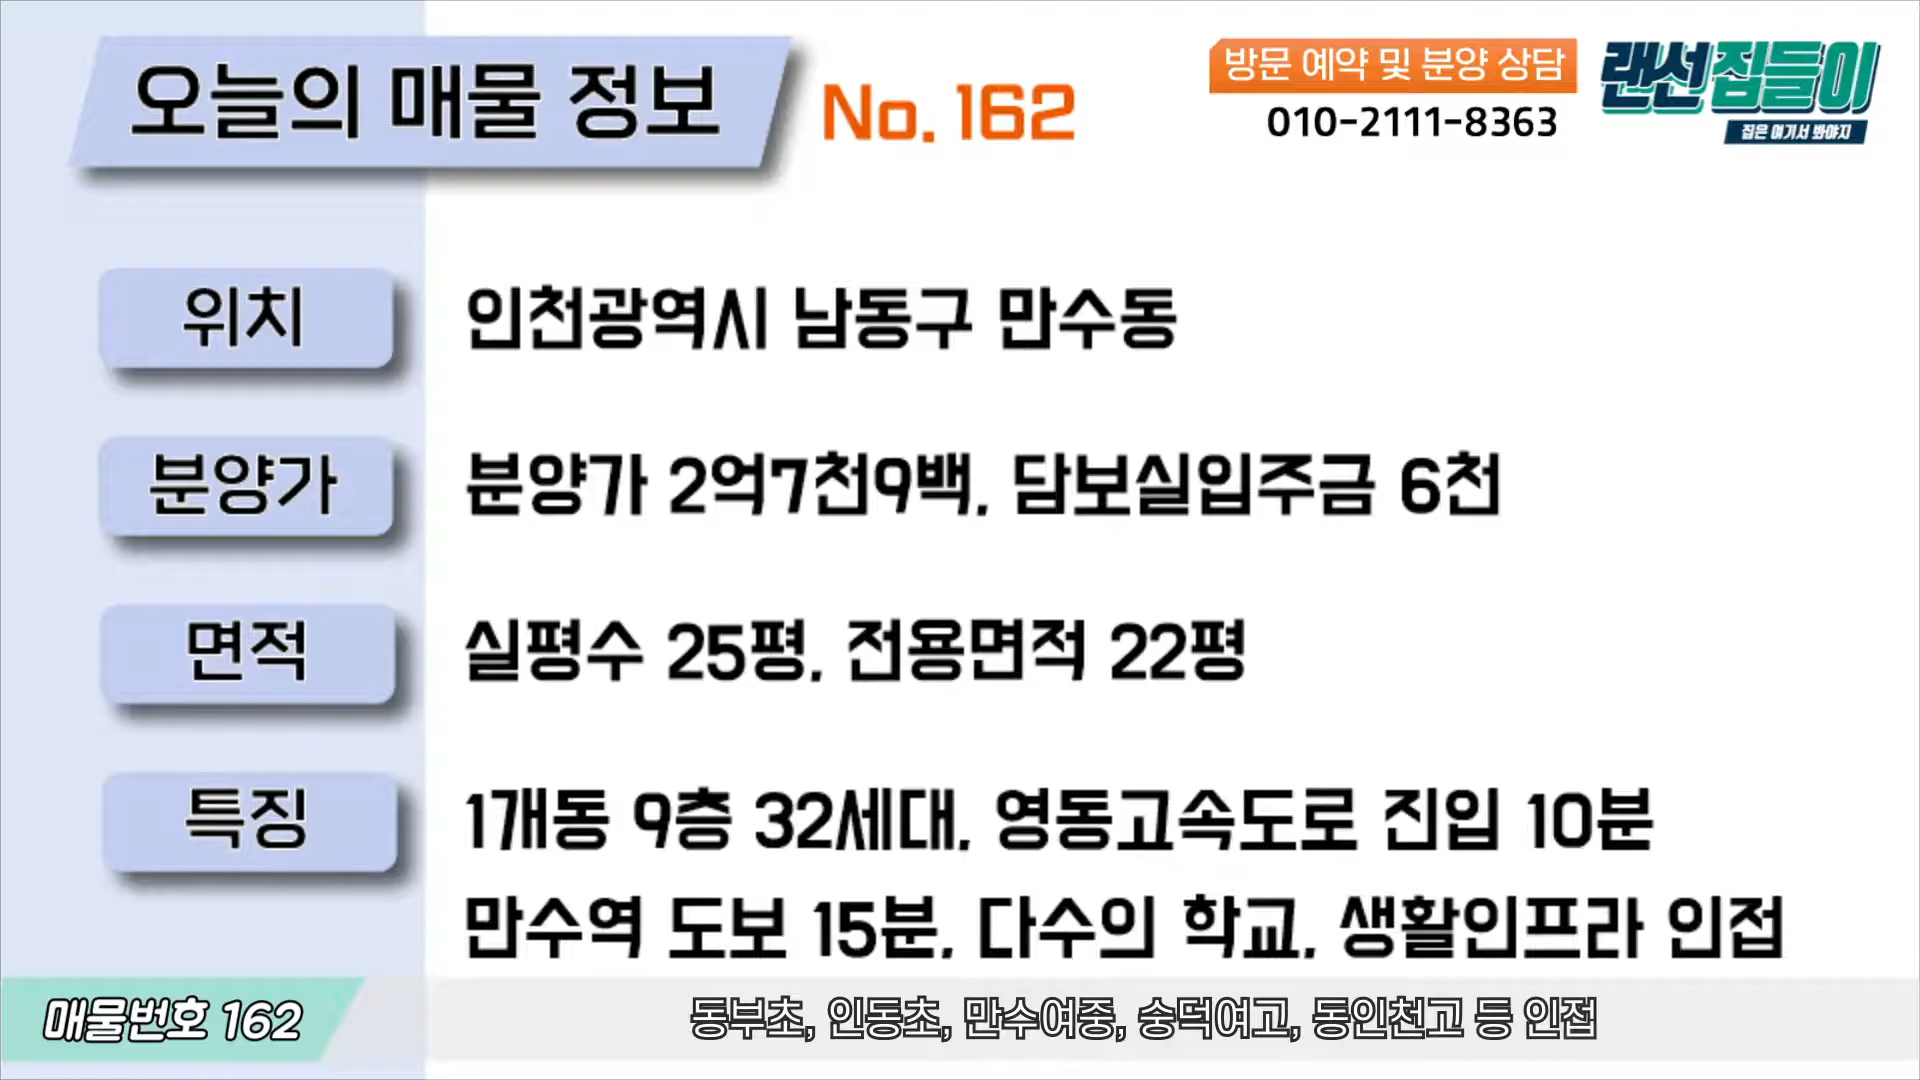 오늘의 매물 정보
No. 162
방문 예약 및 분양 상담
010-2111-8363
랜선집들이
집은 여기서 봐야지
위치
인천광역시 남동구 만수동
분양가
분양가 2억7천9백, 담보실입주금 6천
면적
실평수 25평, 전용면적 22평
특징
1개동 9층 32세대, 영동고속도로 진입 10분
만수역 도보 15분, 다수의 학교, 생활인프라 인접
매물번호 162
동부초, 인동초, 만수여중, 숭덕여고, 동인천고 등 인접